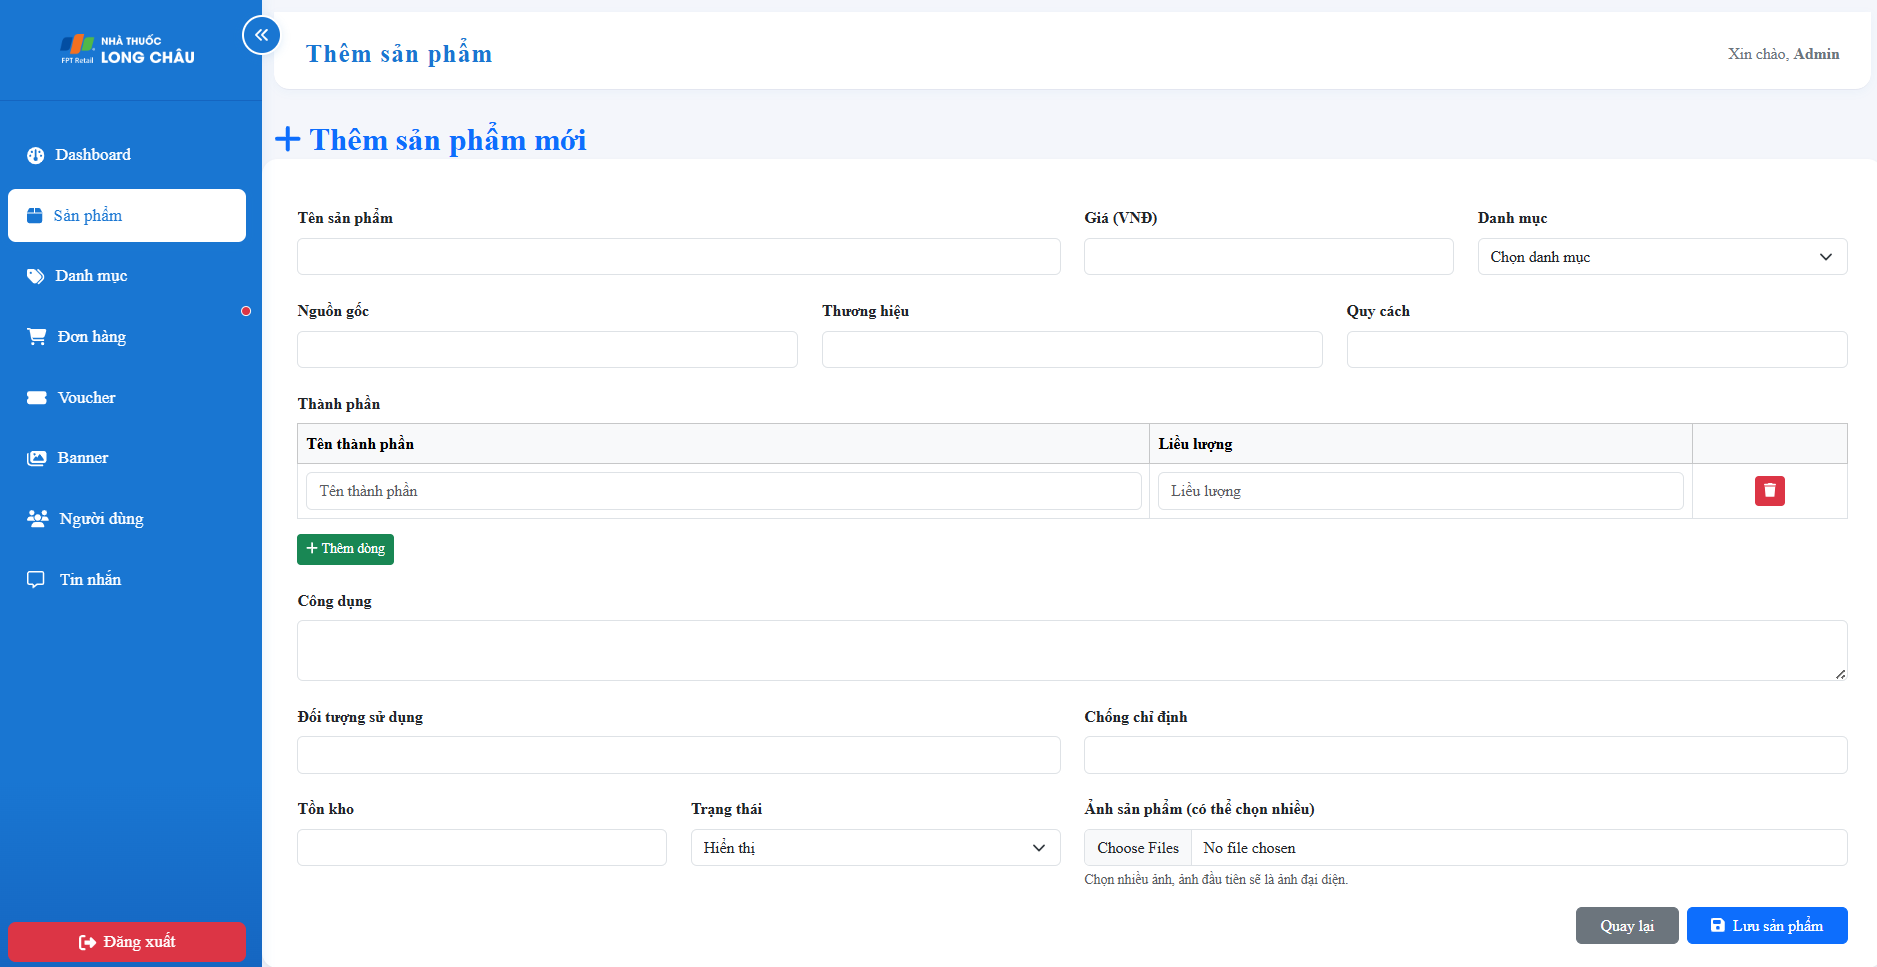 NHÀ THUỐC
FPT Retail LONG CHÂU
Thêm sản phẩm
Xin chào, Admin
Dashboard
Sản phẩm
Danh mục
Đơn hàng
Voucher
Banner
Người dùng
Tin nhắn
Đăng xuất
Thêm sản phẩm mới
Tên sản phẩm
Giá (VNĐ)
Danh mục
Chọn danh mục
Nguồn gốc
Thương hiệu
Quy cách
Thành phần
Tên thành phần
Liều lượng
Tên thành phần
Liều lượng
Thêm dòng
Công dụng
Đối tượng sử dụng
Chống chỉ định
Tồn kho
Trạng thái
Hiển thị
Ảnh sản phẩm (có thể chọn nhiều)
Choose Files No file chosen
Chọn nhiều ảnh, ảnh đầu tiên sẽ là ảnh đại diện.
Quay lại
Lưu sản phẩm